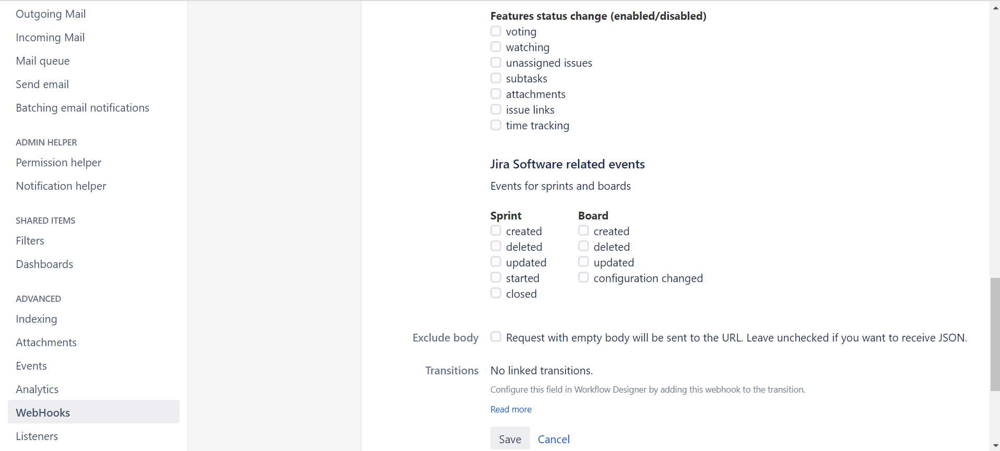 Outgoing Mail
Incoming Mail
Mail queue
Send email
Batching email notifications
ADMIN HELPER
Permission helper
Notification helper
SHARED ITEMS
Filters
Dashboards
ADVANCED
Indexing
Attachments
Events
Analytics
WebHooks
Listeners
Features status change (enabled/disabled)
voting
watching
unassigned issues
subtasks
attachments
issue links
time tracking
Jira Software related events
Events for sprints and boards
Sprint
created
deleted
updated
started
closed
Board
created
deleted
updated
configuration changed
Exclude body Request with empty body will be sent to the URL. Leave unchecked if you want to receive JSON.
Transitions No linked transitions.
Configure this field in Workflow Designer by adding this webhook to the transition.
Read more
Save Cancel